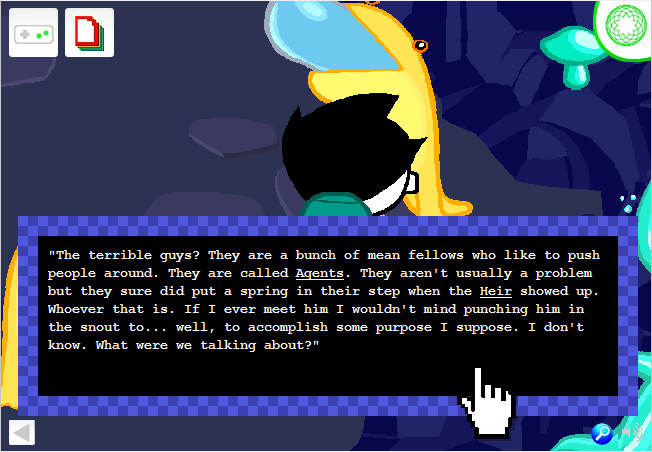 "The terrible guys? They are a bunch of mean fellows who like to push
people around. They are called Agents. They aren't usually a problem
but they sure did put a spring in their step when the Heir showed up.
Whoever that is. If I ever meet him I wouldn't mind punching him in
the snout to... well, to accomplish some purpose I suppose. I don't
know. What were we talking about?"